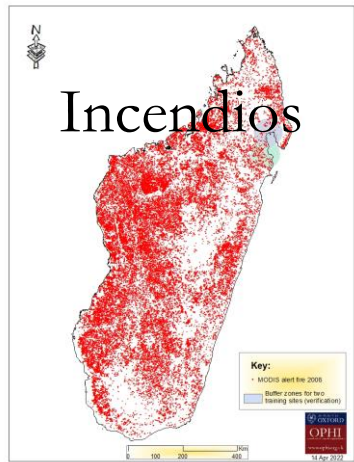 N
Incendios
Key:
MODIS alert fire 2006
Buffer zones for two
training sites (verification)
Km
0 100 200 400
OXFORD
OPHI
14 Apr 2022